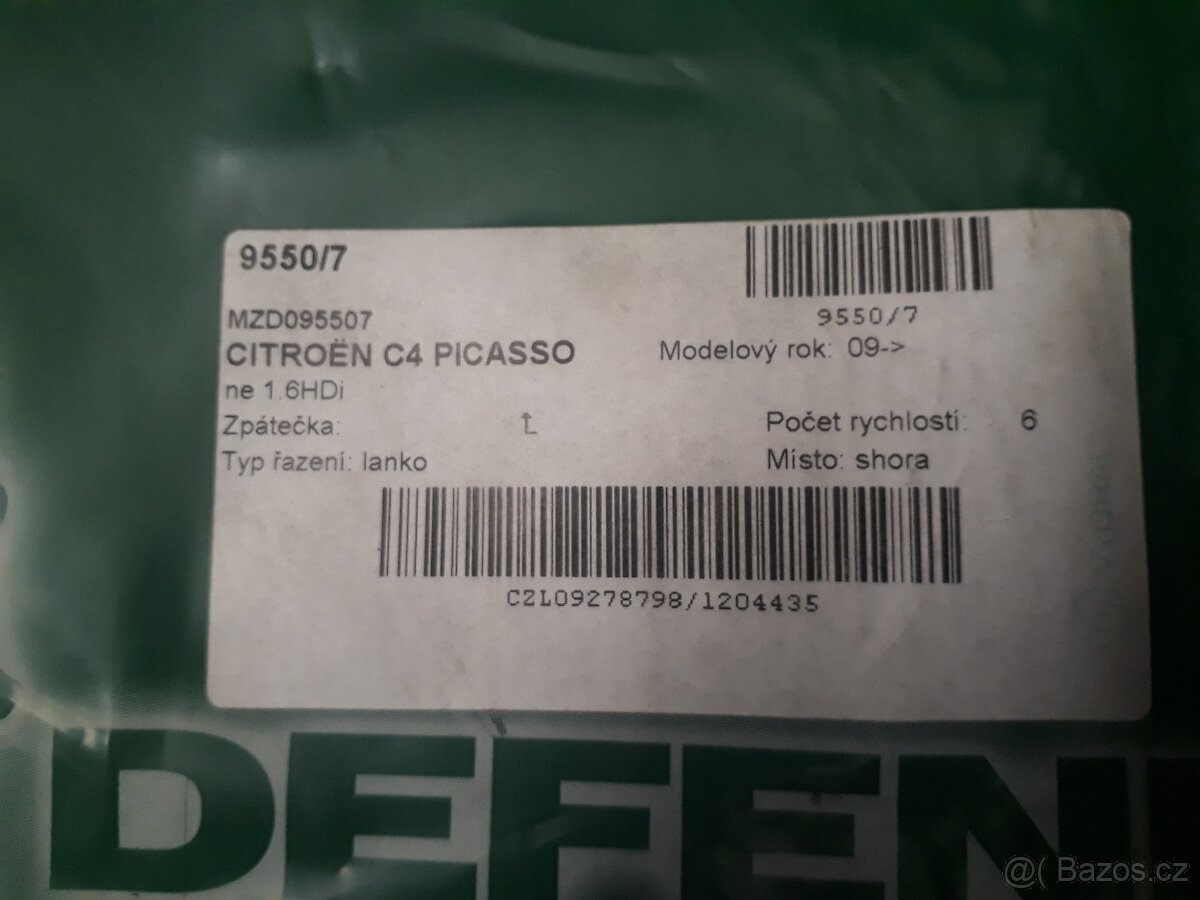 9550/7
9550/7
MZD095507
CITROËN C4 PICASSO Modelový rok: 09->
ne 1.6HDi
Zpátečka: Počet rychlostí: 6
Typ řazení: lanko Místo: shora
CZL09278798/1204435
DEFEN
@( Bazos.cz